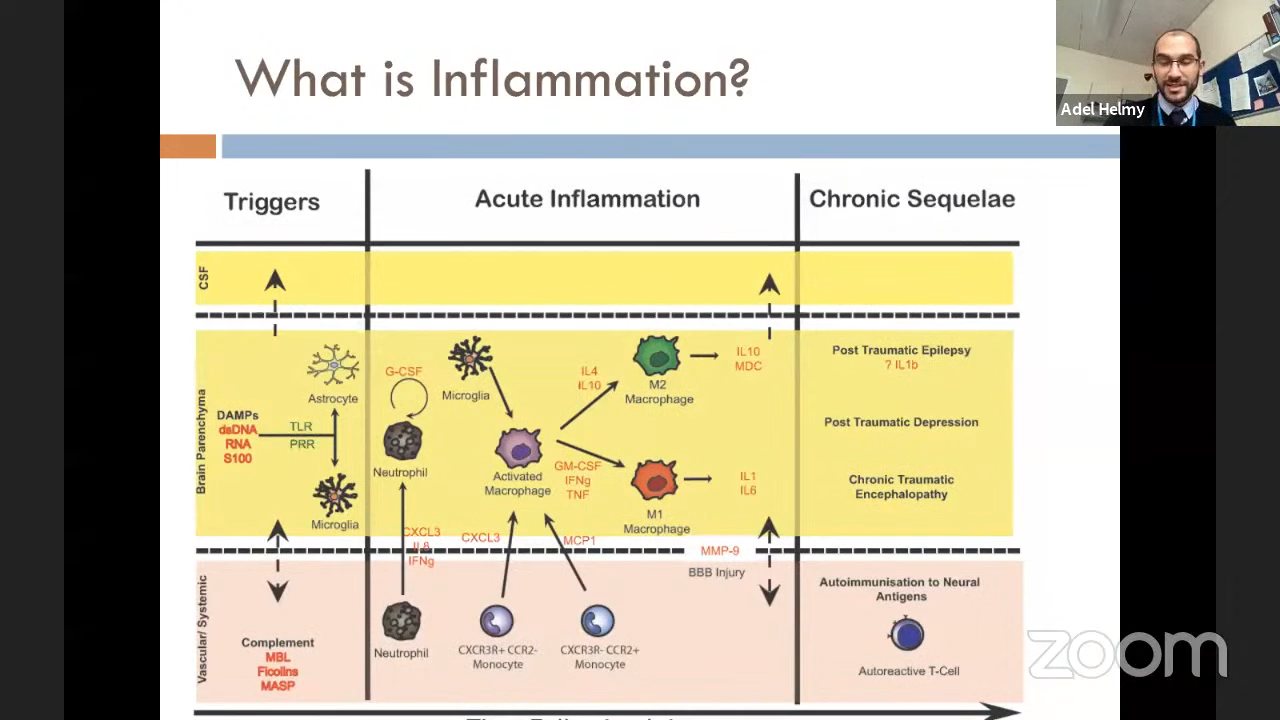 What is Inflammation?
Adel Helmy
Triggers
Acute Inflammation
Chronic Sequelae
CSF
Brain Parenchyma
DAMPs
dsDNA
RNA
S100
TLR
PRR
Astrocyte
Microglia
G-CSF
Neutrophil
Microglia
Activated
Macrophage
IL4
IL10
GM-CSF
IFNg
TNF
M2
Macrophage
IL10
MDC
M1
Macrophage
IL1
IL6
Post Traumatic Epilepsy
? IL1b
Post Traumatic Depression
Chronic Traumatic
Encephalopathy
CXCL3
IL8
IFNg
CXCL3
MCP1
MMP-9
BBB Injury
Vascular/ Systemic
Complement
MBL
Ficolins
MASP
Neutrophil
CXCR3R+ CCR2-
Monocyte
CXCR3R- CCR2+
Monocyte
Autoimmunisation to Neural
Antigens
Autoreactive T-Cell
zoom